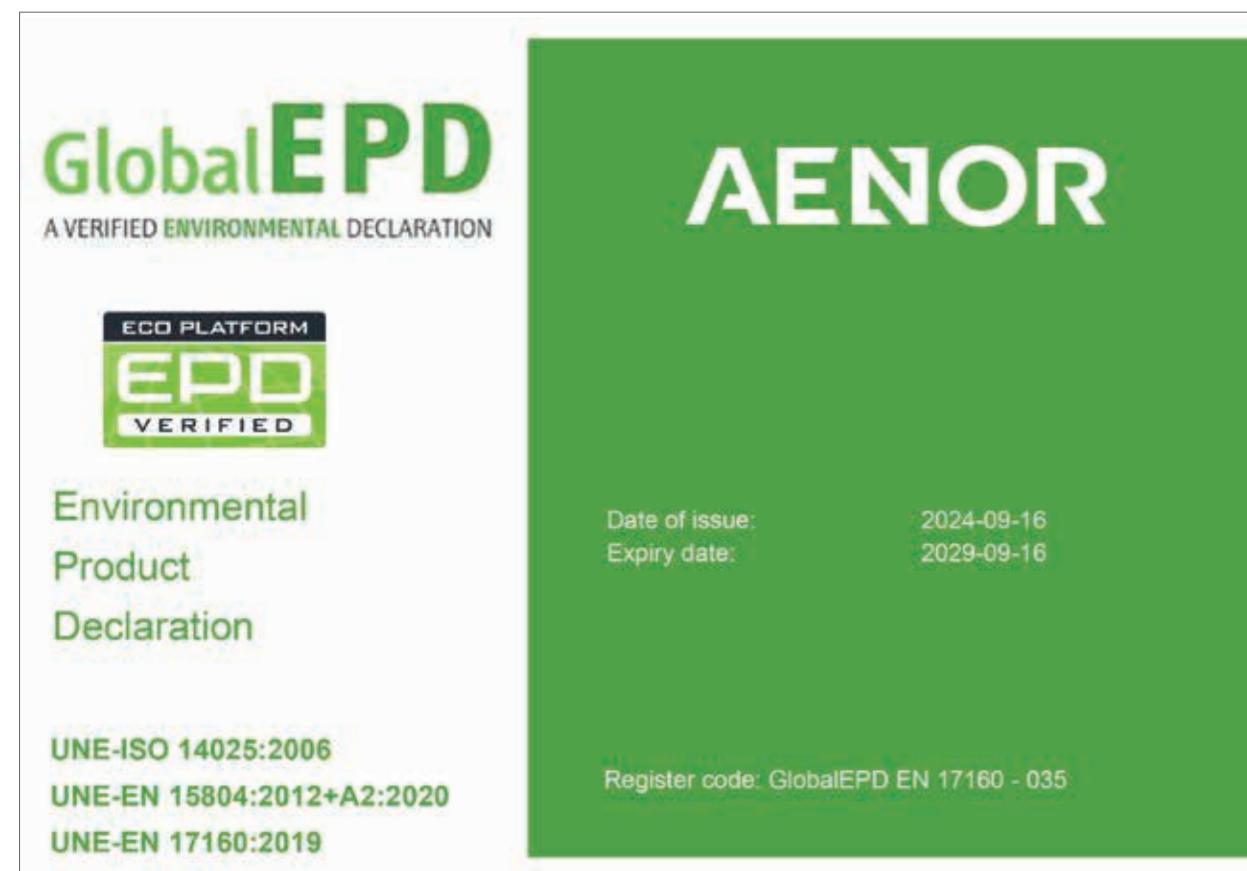 GlobalEPD
A VERIFIED ENVIRONMENTAL DECLARATION
ECO PLATFORM
EPD
VERIFIED
Environmental
Product
Declaration
UNE-ISO 14025:2006
UNE-EN 15804:2012+A2:2020
UNE-EN 17160:2019
AENOR
Date of issue: 2024-09-16
Expiry date: 2029-09-16
Register code: GlobalEPD EN 17160 - 035